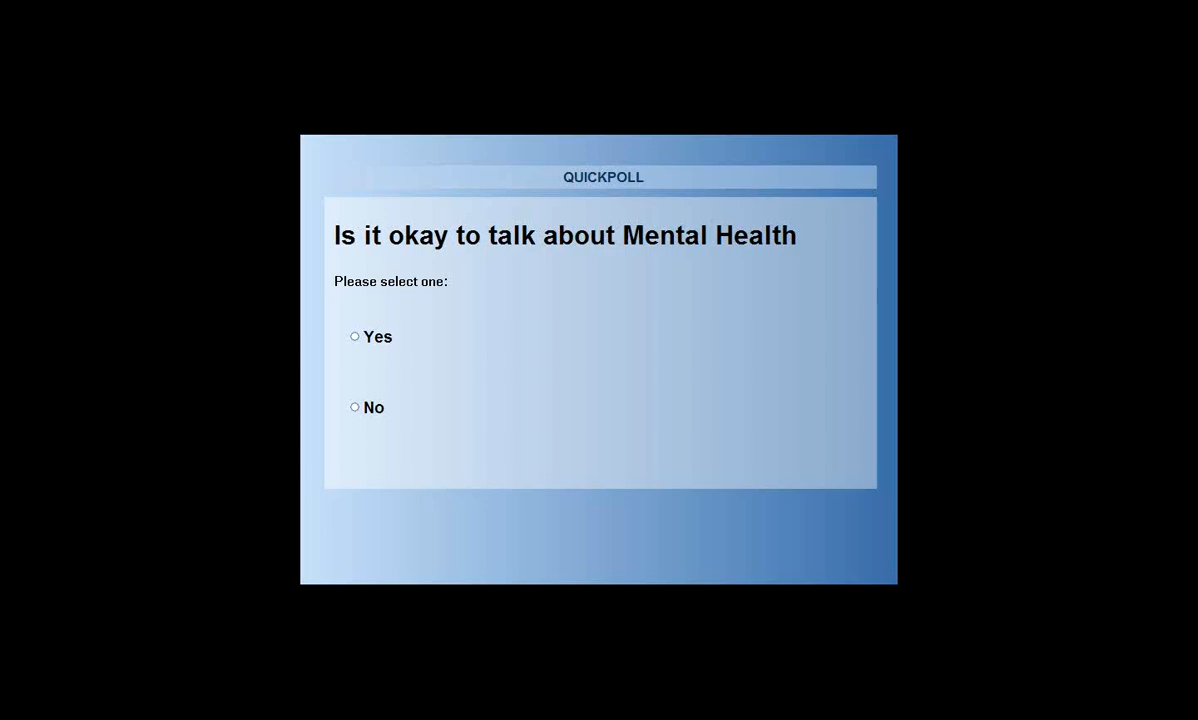 QUICKPOLL
Is it okay to talk about Mental Health
Please select one:
Yes
No